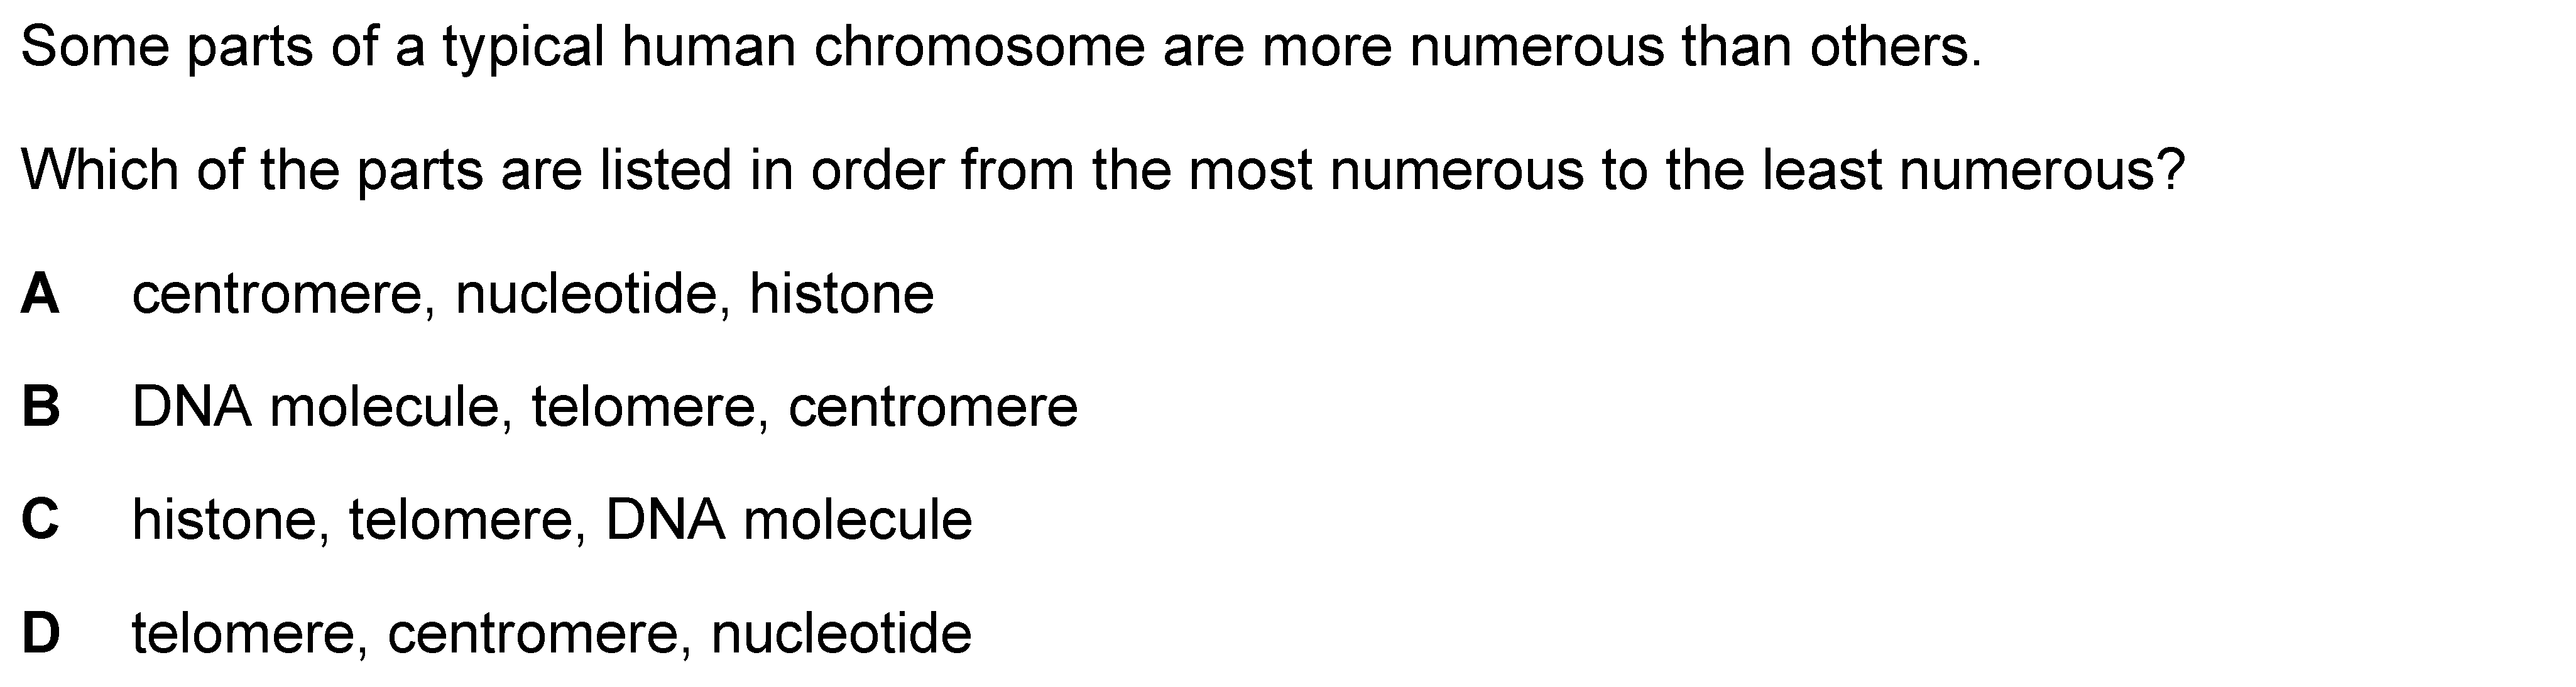 Some parts of a typical human chromosome are more numerous than others.
Which of the parts are listed in order from the most numerous to the least numerous?
A centromere, nucleotide, histone
B DNA molecule, telomere, centromere
C histone, telomere, DNA molecule
D telomere, centromere, nucleotide